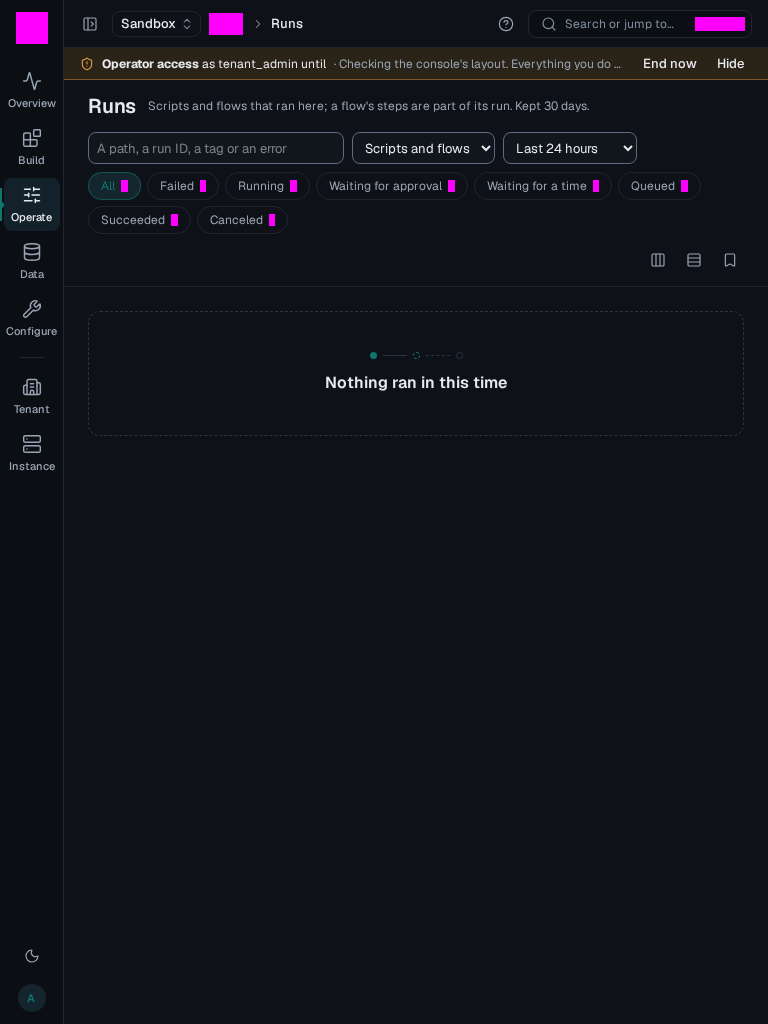 Sandbox
Runs
Search or jump to…
Operator access as tenant_admin until · Checking the console's layout. Everything you do …
End now
Hide
Overview
Build
Operate
Data
Configure
Tenant
Instance
A
Runs
Scripts and flows that ran here; a flow's steps are part of its run. Kept 30 days.
A path, a run ID, a tag or an error
Scripts and flows
Last 24 hours
All
Failed
Running
Waiting for approval
Waiting for a time
Queued
Succeeded
Canceled
Nothing ran in this time